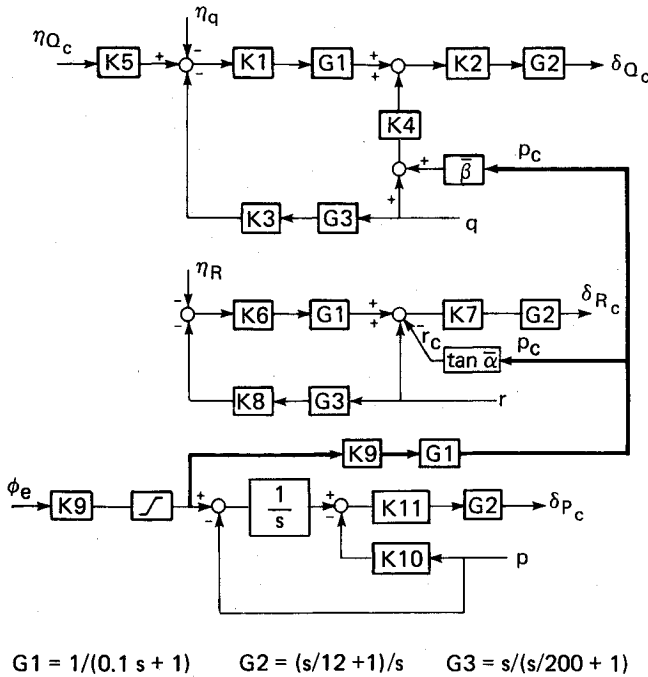 η_q
η_Q_c K5 + - - K1 G1 + + K2 G2 δ_Q_c
K4
+ β̅ p_c
+
K3 G3 q
η_R
- - K6 G1 + + - K7 G2 δ_R_c
r_c tan α̅ p_c
K8 G3 r
K9 G1
ϕ_e K9 + - 1/s + - K11 G2 δ_P_c
K10 p
G1 = 1/(0.1 s + 1) G2 = (s/12 +1)/s G3 = s/(s/200 + 1)